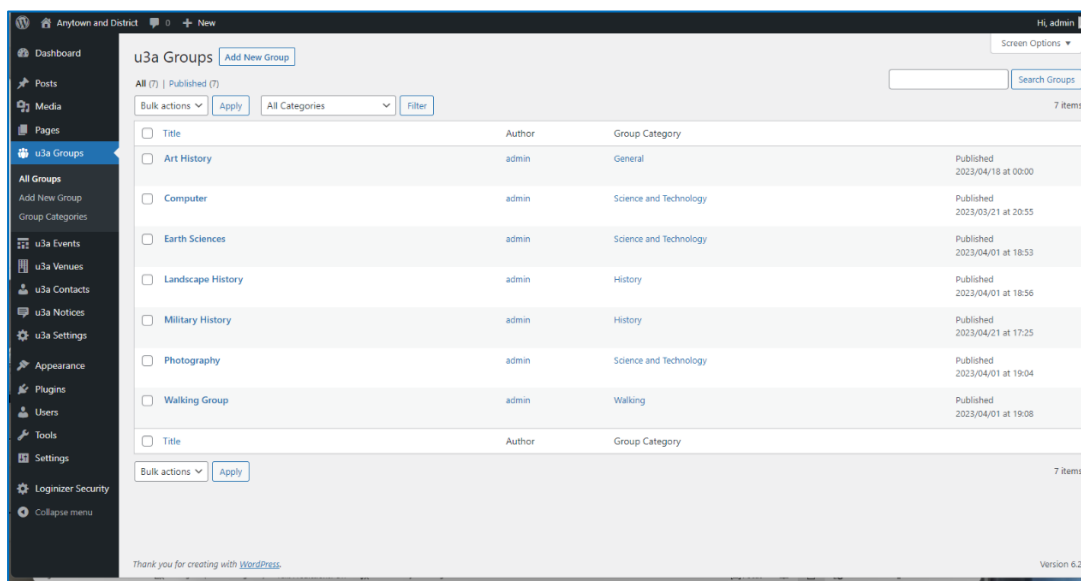 Anytown and District 0 + New Hi, admin
Dashboard
Posts
Media
Pages
u3a Groups
All Groups
Add New Group
Group Categories
u3a Events
u3a Venues
u3a Contacts
u3a Notices
u3a Settings
Appearance
Plugins
Users
Tools
Settings
Loginizer Security
Collapse menu
Screen Options ▼
u3a Groups Add New Group
All (7) | Published (7)
Search Groups
Bulk actions Apply All Categories Filter 7 items
Title Author Group Category
Art History admin General Published
2023/04/18 at 00:00
Computer admin Science and Technology Published
2023/03/21 at 20:55
Earth Sciences admin Science and Technology Published
2023/04/01 at 18:53
Landscape History admin History Published
2023/04/01 at 18:56
Military History admin History Published
2023/04/21 at 17:25
Photography admin Science and Technology Published
2023/04/01 at 19:04
Walking Group admin Walking Published
2023/04/01 at 19:08
Title Author Group Category
Bulk actions Apply 7 items
Thank you for creating with WordPress. Version 6.2